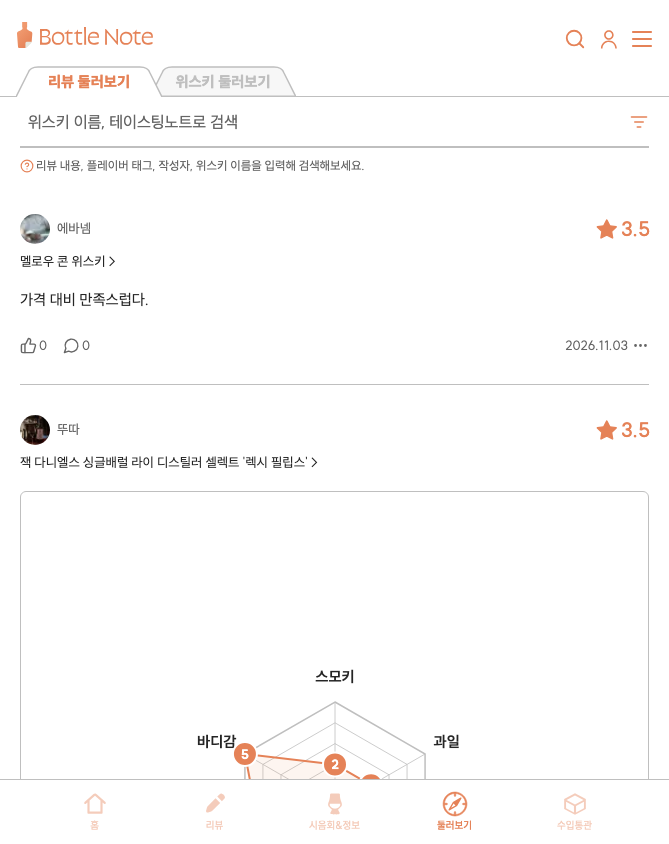 Bottle Note
리뷰 둘러보기
위스키 둘러보기
위스키 이름, 테이스팅노트로 검색
리뷰 내용, 플레이버 태그, 작성자, 위스키 이름을 입력해 검색해보세요.
에바넴
3.5
멜로우 콘 위스키
가격 대비 만족스럽다.
0
0
2026.11.03
뚜따
3.5
잭 다니엘스 싱글배럴 라이 디스틸러 셀렉트 '렉시 필립스'
스모키
바디감
과일
5
2
홈
리뷰
시음회&정보
둘러보기
수입통관